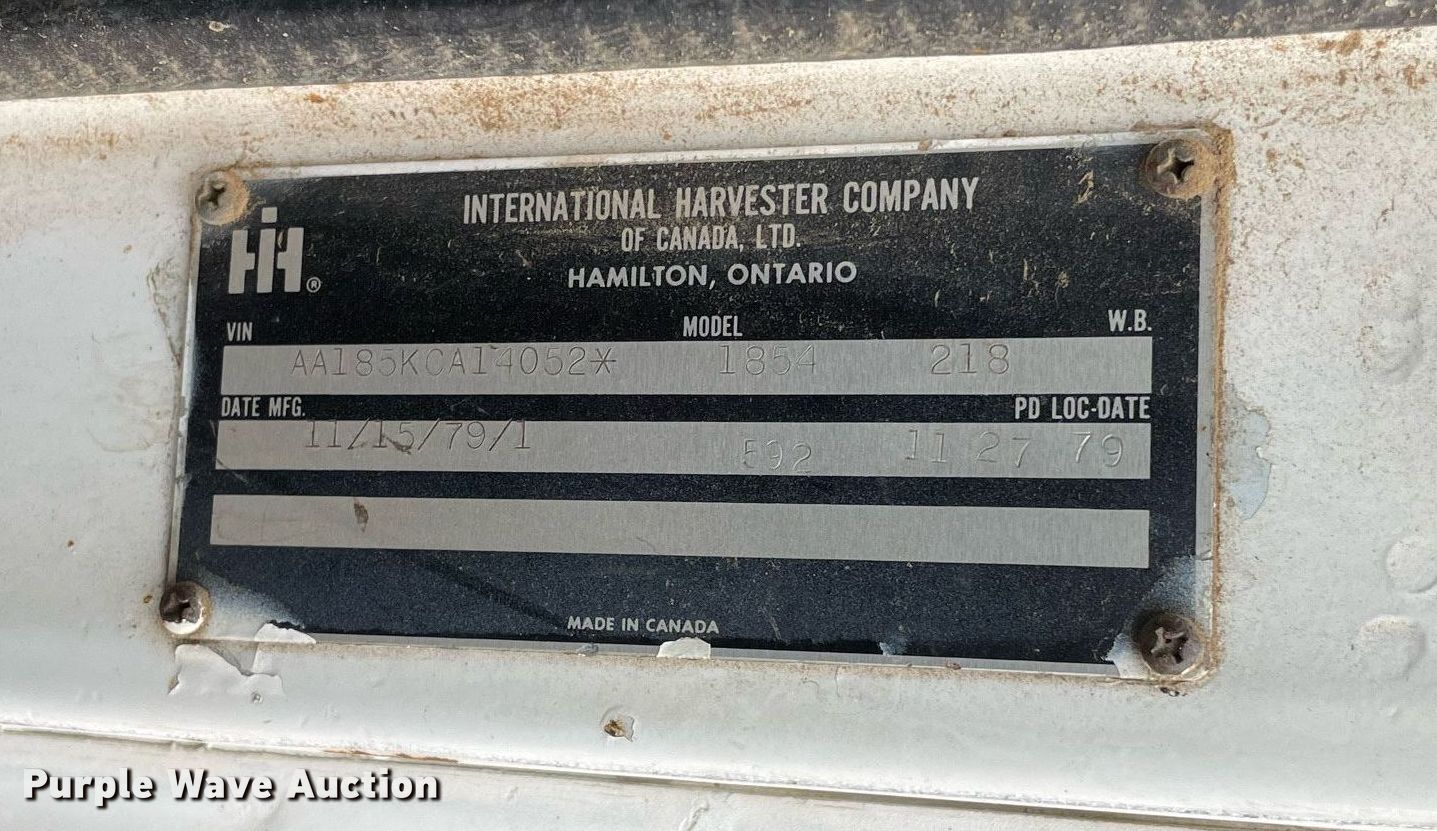 INTERNATIONAL HARVESTER COMPANY
OF CANADA, LTD.
HAMILTON, ONTARIO
IH®
VIN MODEL W.B.
AA185KCA14052* 1854 218
DATE MFG. PD LOC-DATE
11/15/79/1 592 11 27 79
MADE IN CANADA
Purple Wave Auction